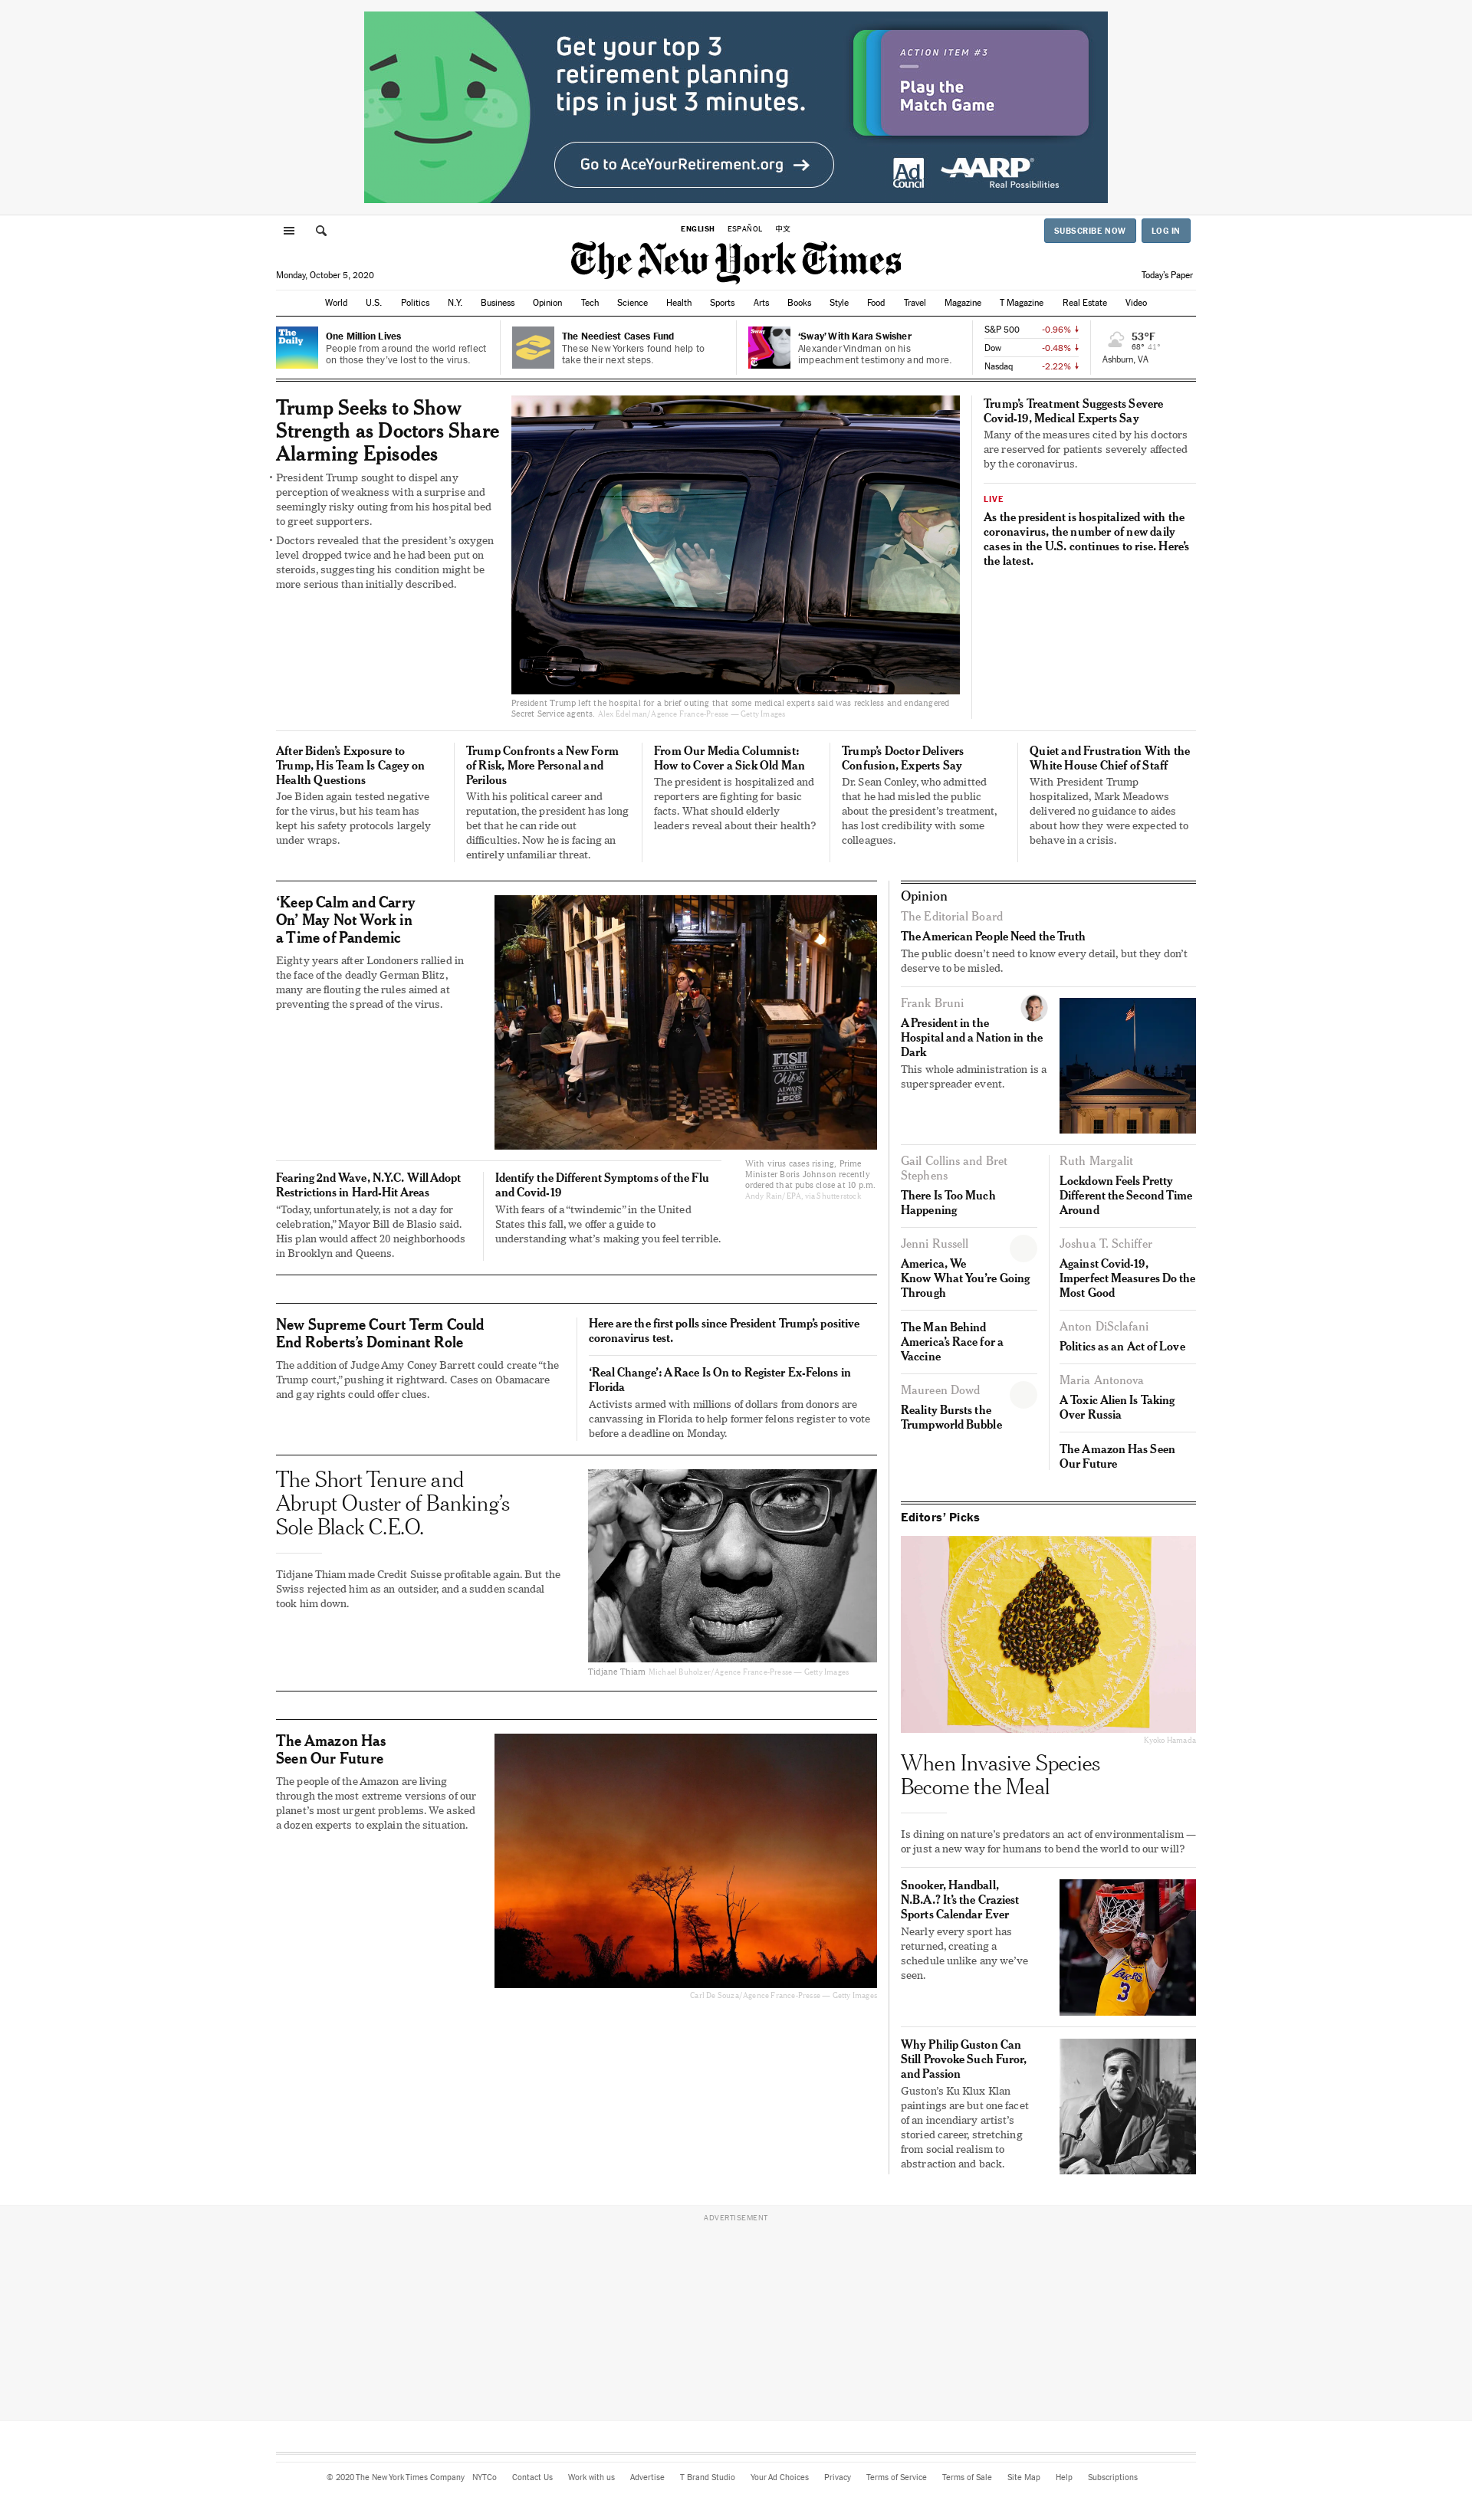 Get your top 3
retirement planning
tips in just 3 minutes.
Go to AceYourRetirement.org →
ACTION ITEM #3
Play the
Match Game
Ad
Council
AARP®
Real Possibilities
ENGLISH ESPAÑOL 中文
SUBSCRIBE NOW LOG IN
The New York Times
Monday, October 5, 2020
Today's Paper
World U.S. Politics N.Y. Business Opinion Tech Science Health Sports Arts Books Style Food Travel Magazine T Magazine Real Estate Video
The
Daily
One Million Lives
People from around the world reflect
on those they've lost to the virus.
The Neediest Cases Fund
These New Yorkers found help to
take their next steps.
Sway
‘Sway’ With Kara Swisher
Alexander Vindman on his
impeachment testimony and more.
S&P 500 -0.96% ↓
Dow -0.48% ↓
Nasdaq -2.22% ↓
53°F
68° 41°
Ashburn, VA
Trump Seeks to Show
Strength as Doctors Share
Alarming Episodes
• President Trump sought to dispel any
perception of weakness with a surprise and
seemingly risky outing from his hospital bed
to greet supporters.
• Doctors revealed that the president’s oxygen
level dropped twice and he had been put on
steroids, suggesting his condition might be
more serious than initially described.
President Trump left the hospital for a brief outing that some medical experts said was reckless and endangered
Secret Service agents. Alex Edelman/Agence France-Presse — Getty Images
Trump’s Treatment Suggests Severe
Covid-19, Medical Experts Say
Many of the measures cited by his doctors
are reserved for patients severely affected
by the coronavirus.
LIVE
As the president is hospitalized with the
coronavirus, the number of new daily
cases in the U.S. continues to rise. Here’s
the latest.
After Biden’s Exposure to
Trump, His Team Is Cagey on
Health Questions
Joe Biden again tested negative
for the virus, but his team has
kept his safety protocols largely
under wraps.
Trump Confronts a New Form
of Risk, More Personal and
Perilous
With his political career and
reputation, the president has long
bet that he can ride out
difficulties. Now he is facing an
entirely unfamiliar threat.
From Our Media Columnist:
How to Cover a Sick Old Man
The president is hospitalized and
reporters are fighting for basic
facts. What should elderly
leaders reveal about their health?
Trump’s Doctor Delivers
Confusion, Experts Say
Dr. Sean Conley, who admitted
that he had misled the public
about the president’s treatment,
has lost credibility with some
colleagues.
Quiet and Frustration With the
White House Chief of Staff
With President Trump
hospitalized, Mark Meadows
delivered no guidance to aides
about how they were expected to
behave in a crisis.
‘Keep Calm and Carry
On’ May Not Work in
a Time of Pandemic
Eighty years after Londoners rallied in
the face of the deadly German Blitz,
many are flouting the rules aimed at
preventing the spread of the virus.
FISH
AND
Chips
ALWAYS
HERE!
With virus cases rising, Prime
Minister Boris Johnson recently
ordered that pubs close at 10 p.m.
Andy Rain/EPA, via Shutterstock
Fearing 2nd Wave, N.Y.C. Will Adopt
Restrictions in Hard-Hit Areas
“Today, unfortunately, is not a day for
celebration,” Mayor Bill de Blasio said.
His plan would affect 20 neighborhoods
in Brooklyn and Queens.
Identify the Different Symptoms of the Flu
and Covid-19
With fears of a “twindemic” in the United
States this fall, we offer a guide to
understanding what’s making you feel terrible.
New Supreme Court Term Could
End Roberts’s Dominant Role
The addition of Judge Amy Coney Barrett could create “the
Trump court,” pushing it rightward. Cases on Obamacare
and gay rights could offer clues.
Here are the first polls since President Trump’s positive
coronavirus test.
‘Real Change’: A Race Is On to Register Ex-Felons in
Florida
Activists armed with millions of dollars from donors are
canvassing in Florida to help former felons register to vote
before a deadline on Monday.
The Short Tenure and
Abrupt Ouster of Banking’s
Sole Black C.E.O.
Tidjane Thiam made Credit Suisse profitable again. But the
Swiss rejected him as an outsider, and a sudden scandal
took him down.
Tidjane Thiam Michael Buholzer/Agence France-Presse — Getty Images
The Amazon Has
Seen Our Future
The people of the Amazon are living
through the most extreme versions of our
planet’s most urgent problems. We asked
a dozen experts to explain the situation.
Carl De Souza/Agence France-Presse — Getty Images
Opinion
The Editorial Board
The American People Need the Truth
The public doesn’t need to know every detail, but they don’t
deserve to be misled.
Frank Bruni
A President in the
Hospital and a Nation in the
Dark
This whole administration is a
superspreader event.
Gail Collins and Bret
Stephens
There Is Too Much
Happening
Jenni Russell
America, We
Know What You’re Going
Through
The Man Behind
America’s Race for a
Vaccine
Maureen Dowd
Reality Bursts the
Trumpworld Bubble
Ruth Margalit
Lockdown Feels Pretty
Different the Second Time
Around
Joshua T. Schiffer
Against Covid-19,
Imperfect Measures Do the
Most Good
Anton DiSclafani
Politics as an Act of Love
Maria Antonova
A Toxic Alien Is Taking
Over Russia
The Amazon Has Seen
Our Future
Editors’ Picks
Kyoko Hamada
When Invasive Species
Become the Meal
Is dining on nature’s predators an act of environmentalism —
or just a new way for humans to bend the world to our will?
Snooker, Handball,
N.B.A.? It’s the Craziest
Sports Calendar Ever
Nearly every sport has
returned, creating a
schedule unlike any we’ve
seen.
LAKERS
3
Why Philip Guston Can
Still Provoke Such Furor,
and Passion
Guston’s Ku Klux Klan
paintings are but one facet
of an incendiary artist’s
storied career, stretching
from social realism to
abstraction and back.
ADVERTISEMENT
© 2020 The New York Times Company NYTCo Contact Us Work with us Advertise T Brand Studio Your Ad Choices Privacy Terms of Service Terms of Sale Site Map Help Subscriptions